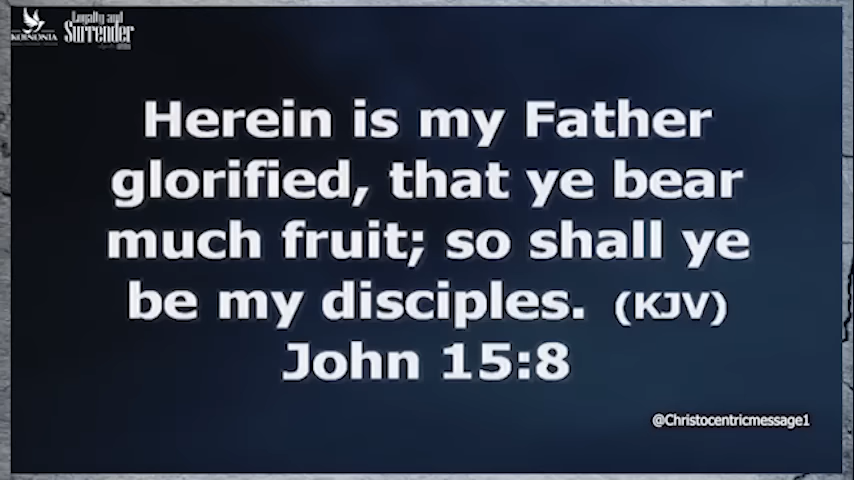 KOINONIA
Loyalty and
Surrender
Herein is my Father
glorified, that ye bear
much fruit; so shall ye
be my disciples. (KJV)
John 15:8
@Christocentricmessage1